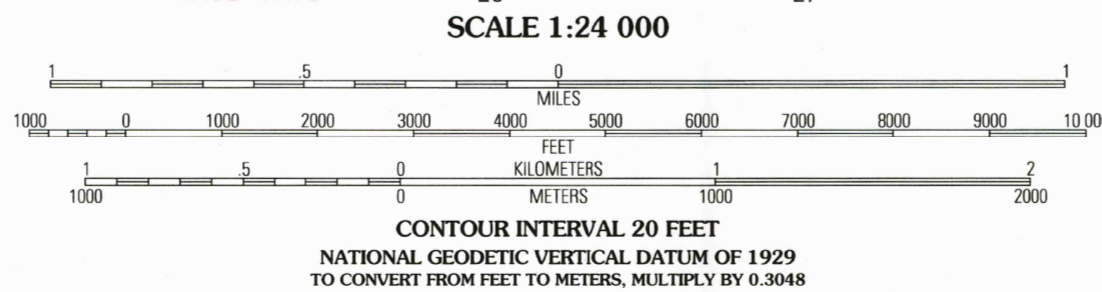 SCALE 1:24 000
1 .5 0 1
MILES
1000 0 1000 2000 3000 4000 5000 6000 7000 8000 9000 10 00
FEET
1 .5 0 KILOMETERS 1 2
1000 0 METERS 1000 2000
CONTOUR INTERVAL 20 FEET
NATIONAL GEODETIC VERTICAL DATUM OF 1929
TO CONVERT FROM FEET TO METERS, MULTIPLY BY 0.3048